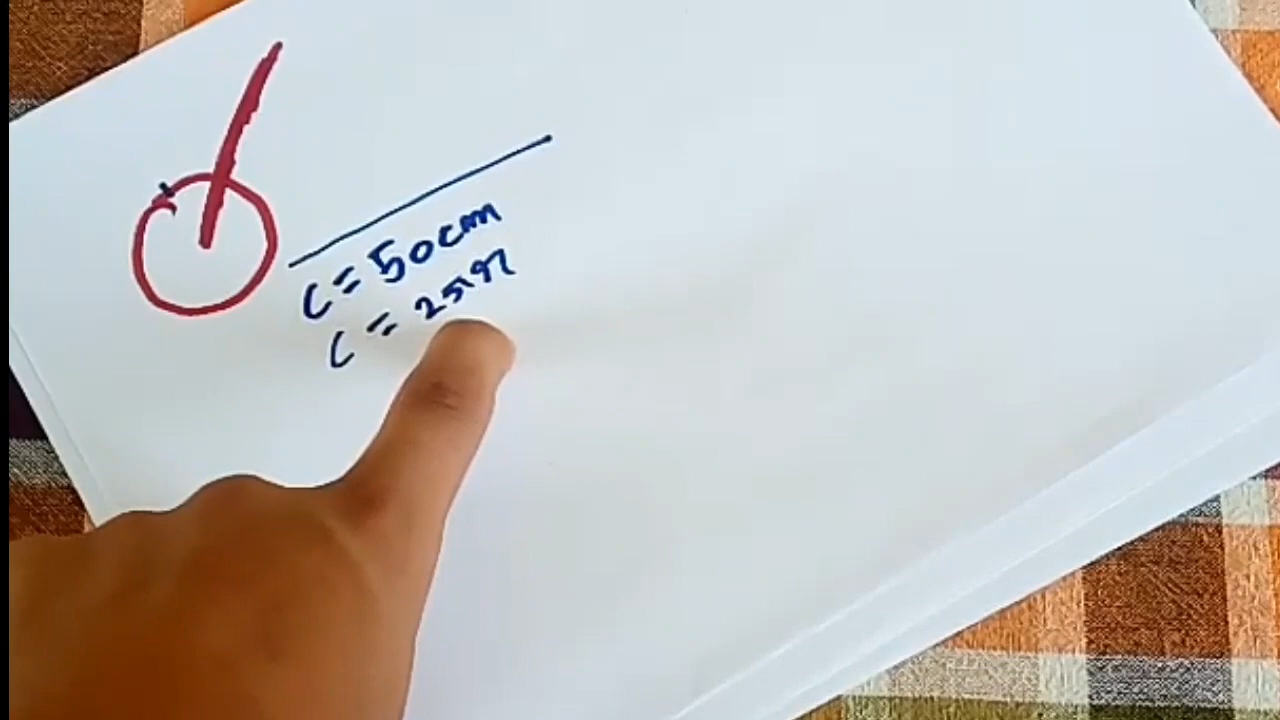 C = 50cm
C = 2πr